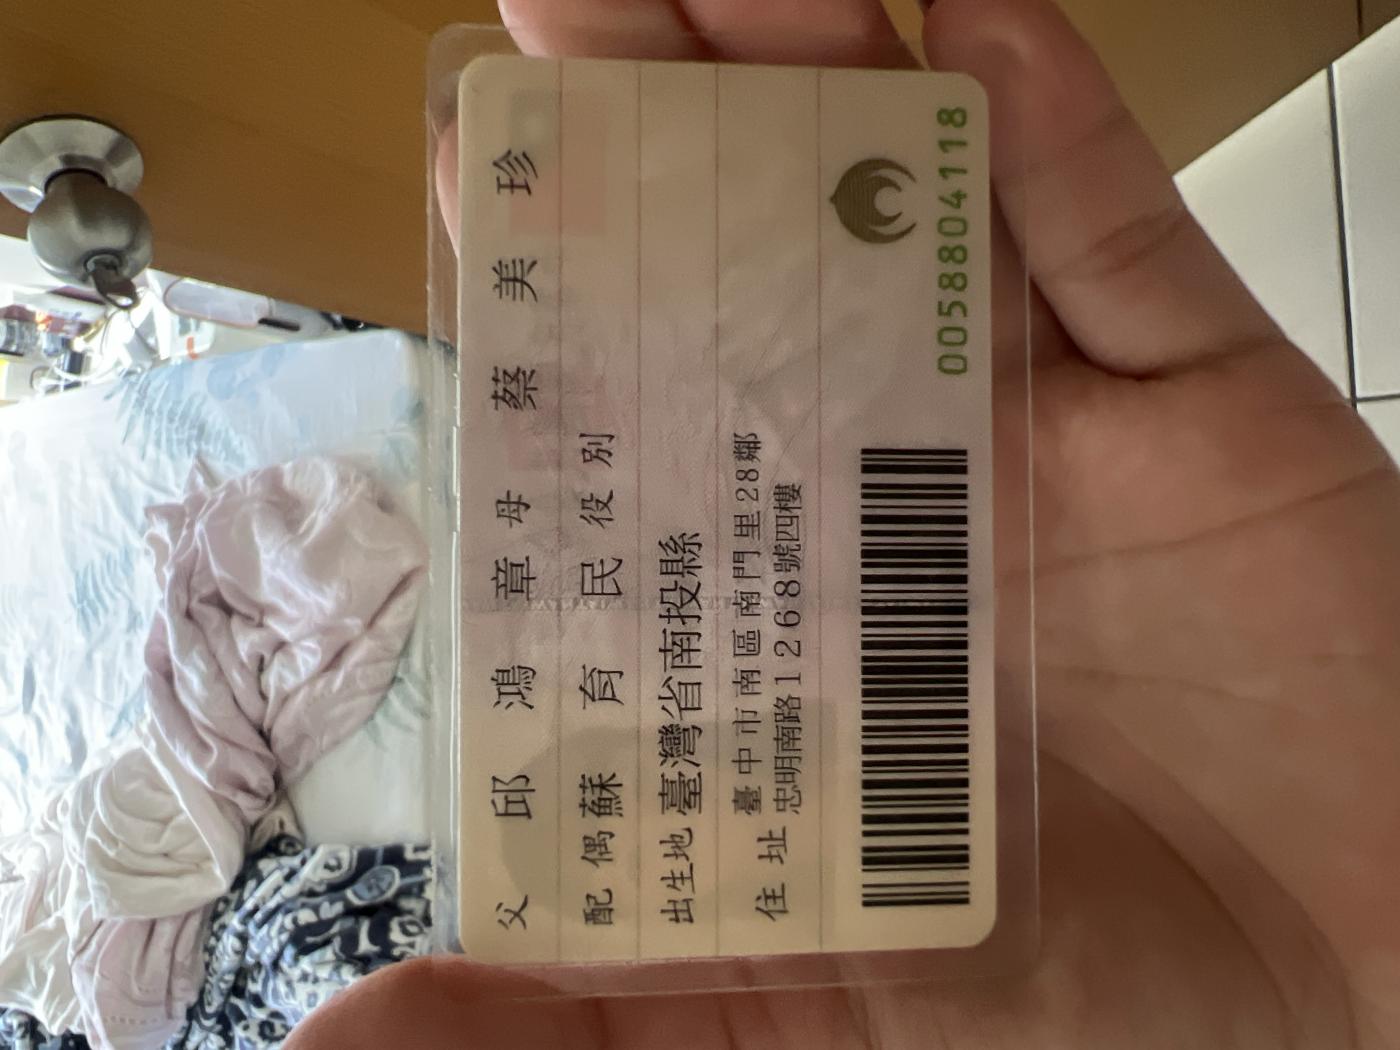 父 邱鴻章 母 蔡美珍
配偶 蘇育民 役別
出生地 臺灣省南投縣
住址 臺中市南區南門里28鄰
忠明南路1268號四樓
0058804118